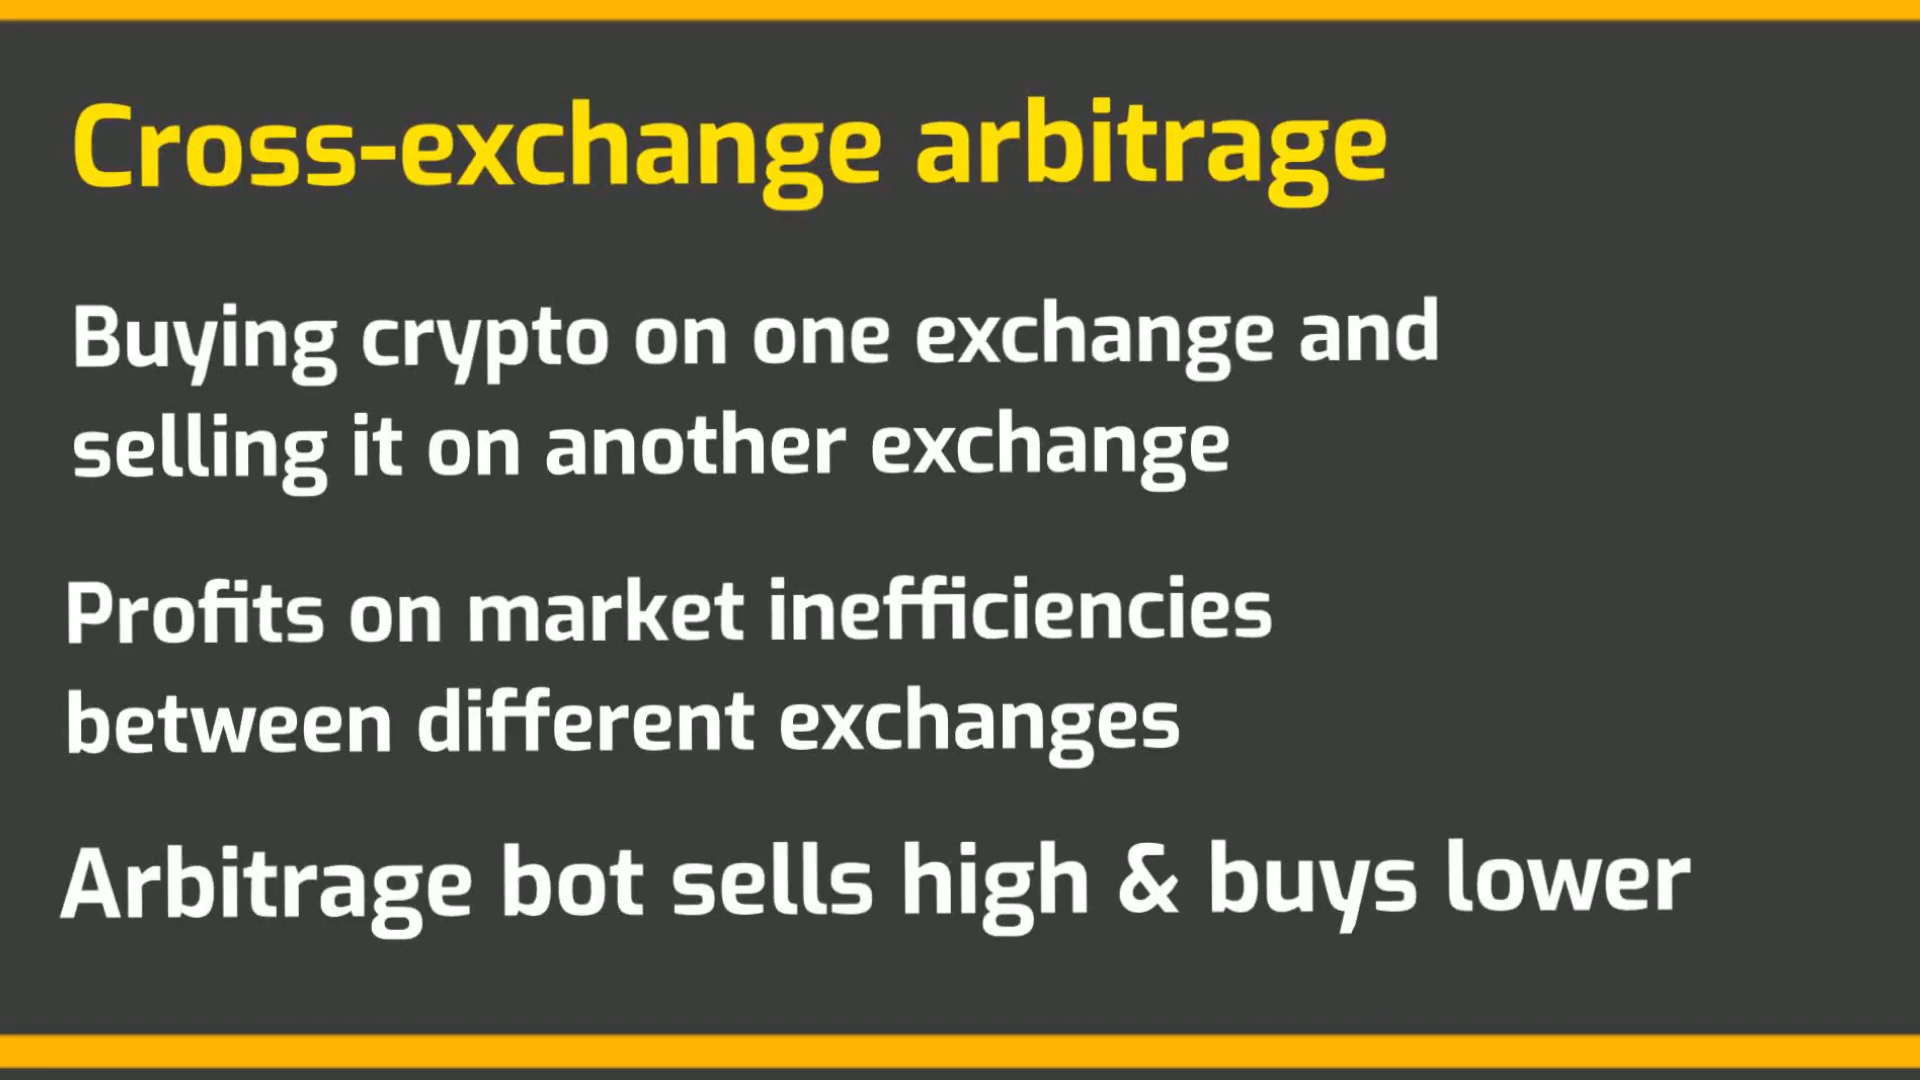 Cross-exchange arbitrage
Buying crypto on one exchange and
selling it on another exchange
Profits on market inefficiencies
between different exchanges
Arbitrage bot sells high & buys lower